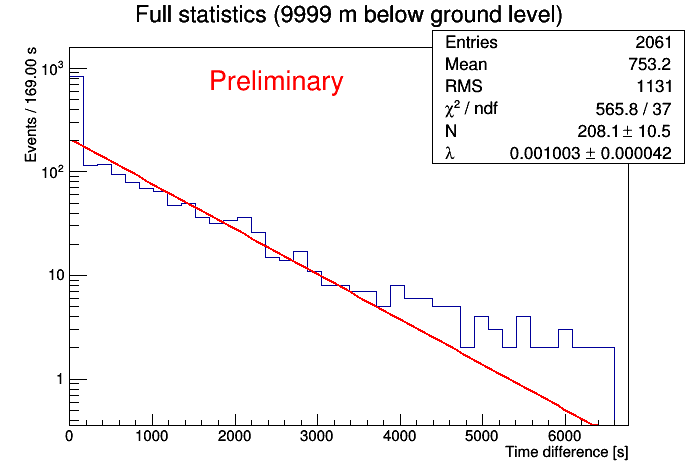 Full statistics (9999 m below ground level)
Entries 2061
Mean 753.2
RMS 1131
χ² / ndf 565.8 / 37
N 208.1 ± 10.5
λ 0.001003 ± 0.000042
Preliminary
Events / 169.00 s
10³
10²
10
1
0 1000 2000 3000 4000 5000 6000
Time difference [s]